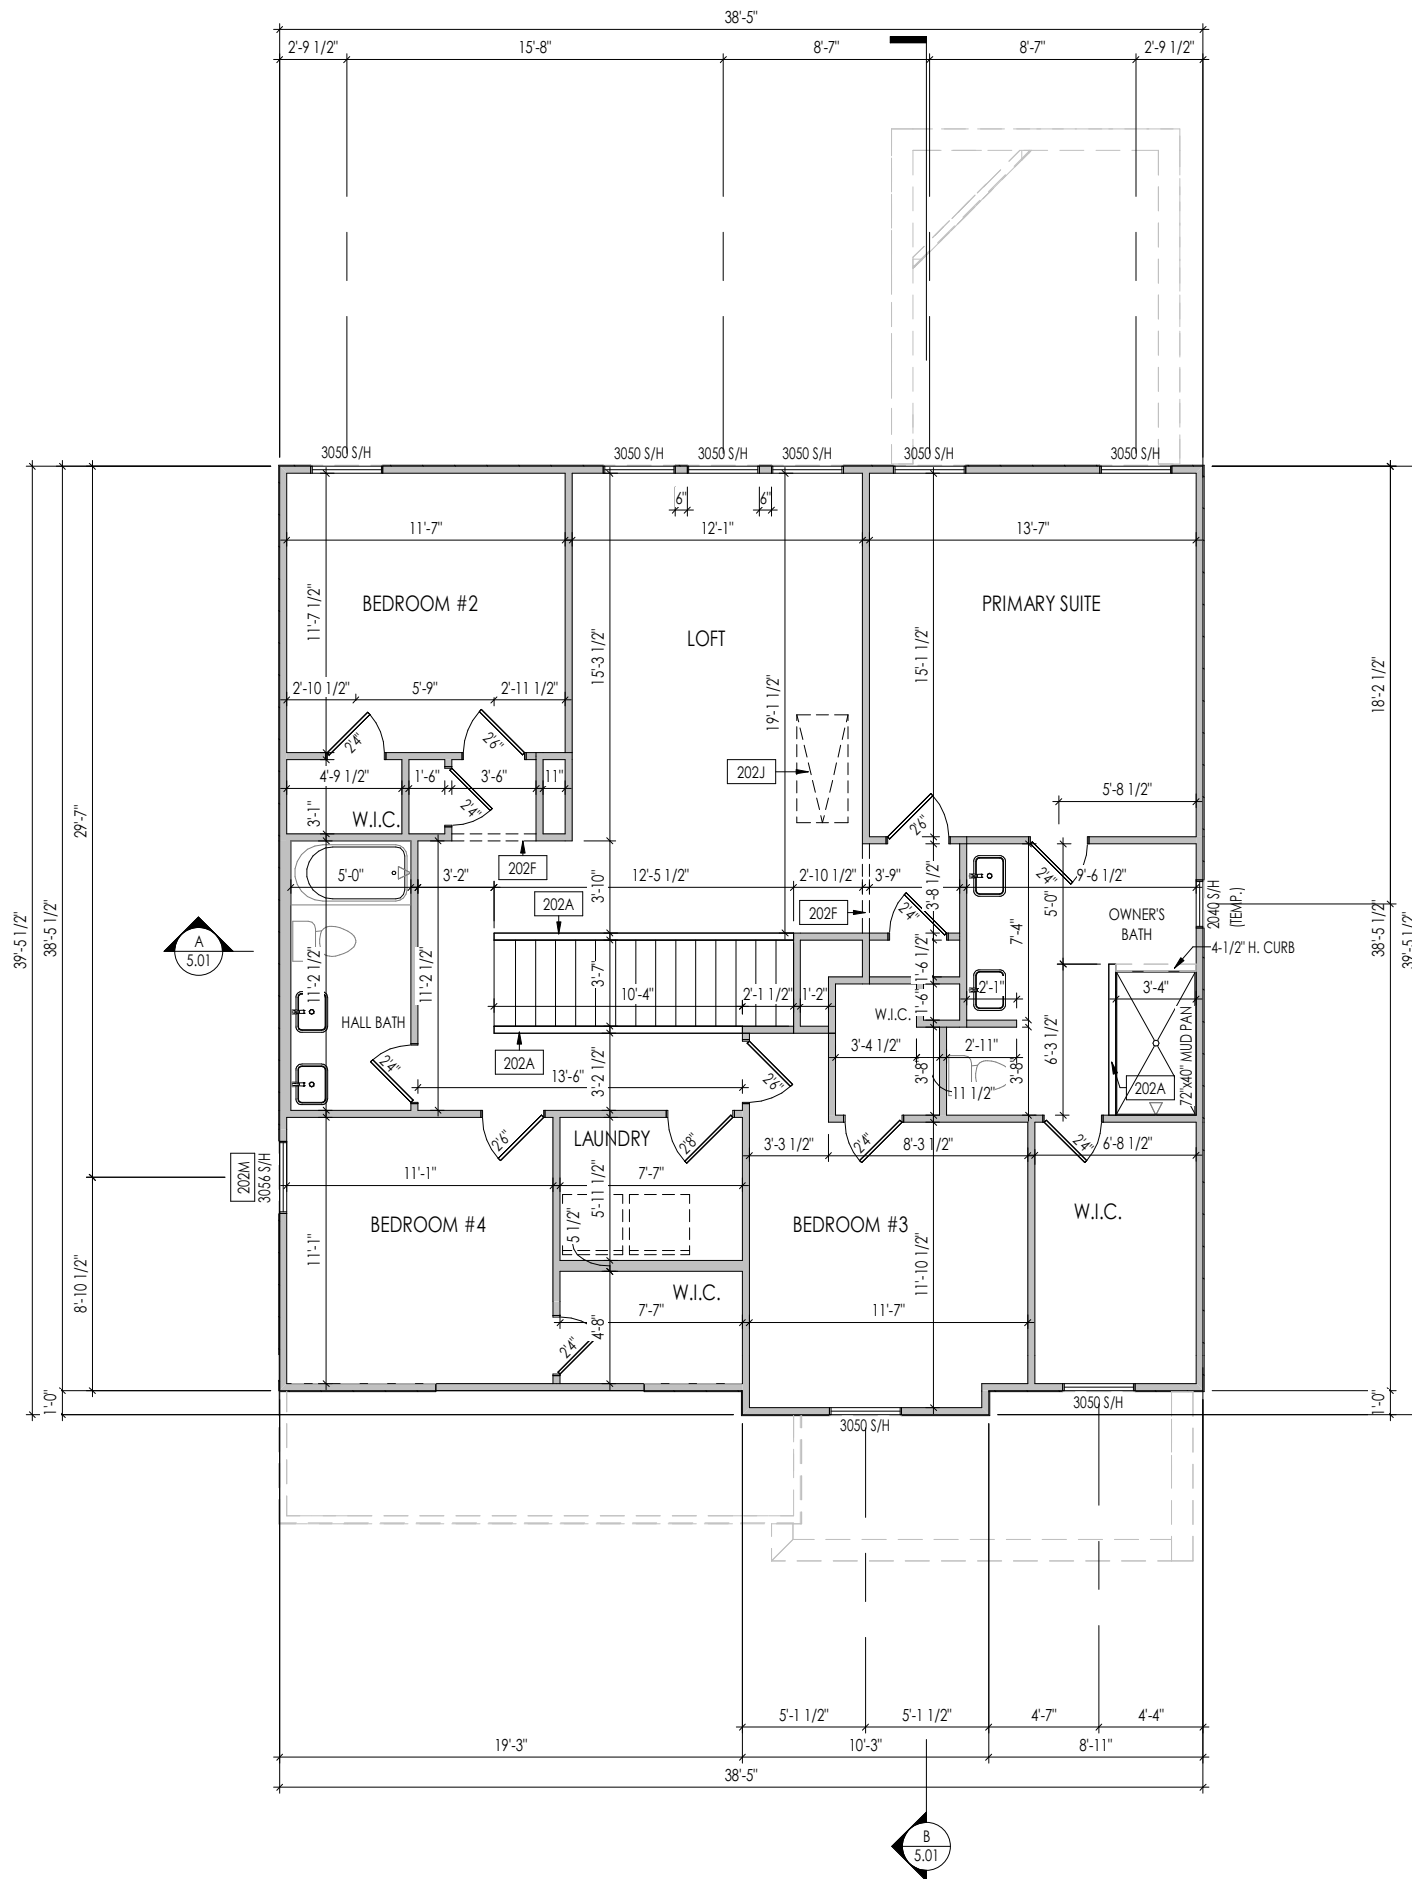 38'-5"
2'-9 1/2"
15'-8"
8'-7"
8'-7"
2'-9 1/2"
3050 S/H
3050 S/H
3050 S/H
3050 S/H
3050 S/H
3050 S/H
6"
6"
11'-7"
12'-1"
13'-7"
BEDROOM #2
PRIMARY SUITE
LOFT
11'-7 1/2"
15'-3 1/2"
15'-1 1/2"
19'-1 1/2"
18'-2 1/2"
2'-10 1/2"
5'-9"
2'-11 1/2"
2'4"
2'6"
202J
4'-9 1/2"
1'-6"
3'-6"
11"
5'-8 1/2"
2'4"
2'6"
3'-1"
W.I.C.
29'-7"
202F
5'-0"
3'-2"
3'-10"
12'-5 1/2"
2'-10 1/2"
3'-9"
3'-8 1/2"
2'4"
9'-6 1/2"
5'-0"
202A
202F
2'4"
2040 S/H
(TEMP.)
OWNER'S
BATH
7'-4"
4-1/2" H. CURB
A
5.01
39'-5 1/2"
38'-5 1/2"
38'-5 1/2"
39'-5 1/2"
11'-2 1/2"
11'-2 1/2"
3'-7"
10'-4"
2'-1 1/2"
1'-2"
1'-6 1/2"
1'-6"
2'-1"
3'-4"
HALL BATH
W.I.C.
6'-3 1/2"
72"x40" MUD PAN
202A
3'-4 1/2"
2'-11"
2'4"
13'-6"
3'-2 1/2"
2'6"
3'-8"
11 1/2"
3'-8"
202A
2'6"
LAUNDRY
2'8"
3'-3 1/2"
2'4"
8'-3 1/2"
2'4"
6'-8 1/2"
202M
3056 S/H
11'-1"
7'-7"
5'-11 1/2"
5 1/2"
BEDROOM #4
BEDROOM #3
W.I.C.
11'-1"
11'-10 1/2"
8'-10 1/2"
W.I.C.
7'-7"
11'-7"
2'4"
4'-8"
1'-0"
1'-0"
3050 S/H
3050 S/H
5'-1 1/2"
5'-1 1/2"
4'-7"
4'-4"
19'-3"
10'-3"
8'-11"
38'-5"
B
5.01